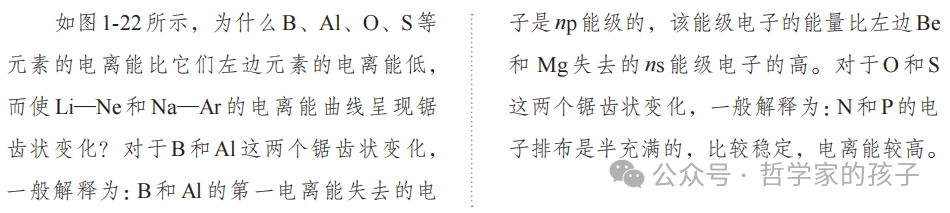 如图1-22所示，为什么B、Al、O、S等
元素的电离能比它们左边元素的电离能低，
而使Li—Ne和Na—Ar的电离能曲线呈现锯
齿状变化？对于B和Al这两个锯齿状变化，
一般解释为：B和Al的第一电离能失去的电
子是np能级的，该能级电子的能量比左边Be
和 Mg失去的ns能级电子的高。对于O和S
这两个锯齿状变化，一般解释为：N和P的电
子排布是半充满的，比较稳定，电离能较高。
公众号·哲学家的孩子